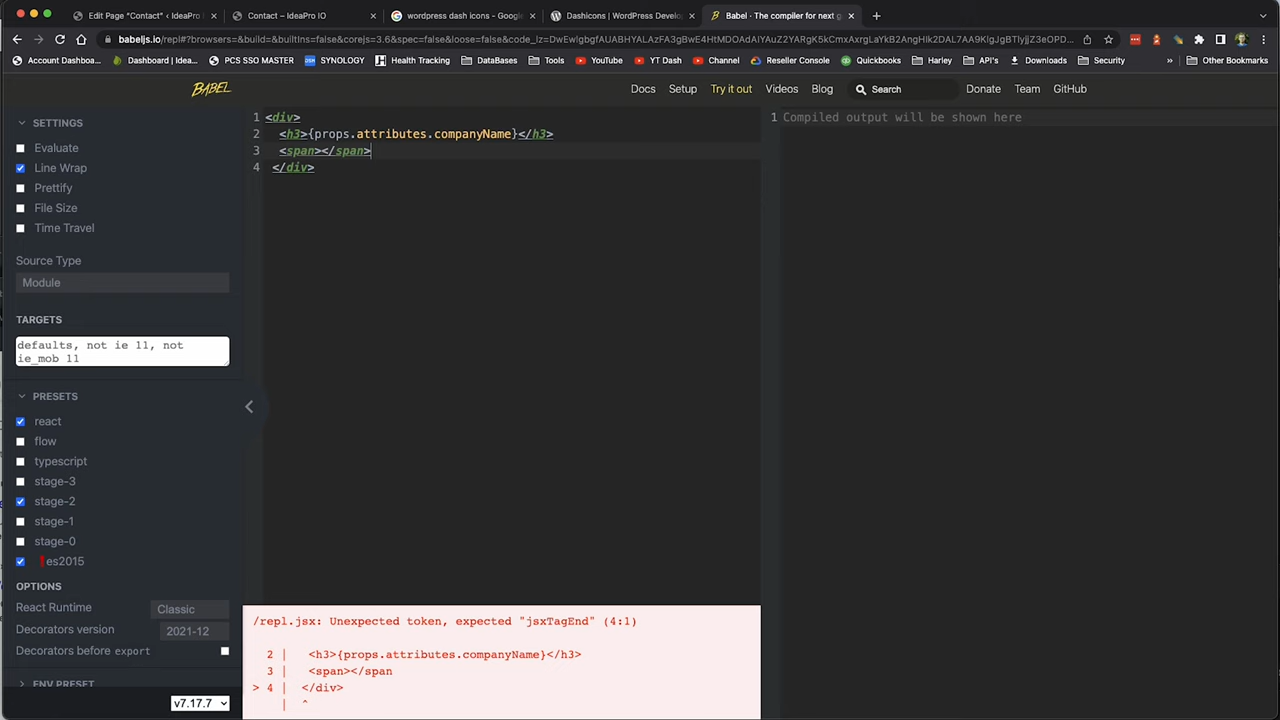 Edit Page "Contact" ‹ IdeaPro I
Contact – IdeaPro IO
wordpress dash icons - Google
Dashicons | WordPress Develo
Babel · The compiler for next g
babeljs.io/repl#?browsers=&build=&builtIns=false&corejs=3.6&spec=false&loose=false&code_lz=
Account Dashboa...
Dashboard | Idea...
PCS SSO MASTER
SYNOLOGY
Health Tracking
DataBases
Tools
YouTube
YT Dash
Channel
Reseller Console
Quickbooks
Harley
API's
Downloads
Security
»
Other Bookmarks
BABEL
Docs
Setup
Try it out
Videos
Blog
Search
Donate
Team
GitHub
SETTINGS
Evaluate
Line Wrap
Prettify
File Size
Time Travel
Source Type
Module
TARGETS
defaults, not ie 11, not
ie_mob 11
PRESETS
react
flow
typescript
stage-3
stage-2
stage-1
stage-0
es2015
OPTIONS
React Runtime Classic
Decorators version 2021-12
Decorators before export
ENV PRESET
v7.17.7
1 <div>
2 <h3>{props.attributes.companyName}</h3>
3 <span></span>
4 </div>
1 Compiled output will be shown here
/repl.jsx: Unexpected token, expected "jsxTagEnd" (4:1)
2 | <h3>{props.attributes.companyName}</h3>
3 | <span></span
> 4 | </div>
| ^